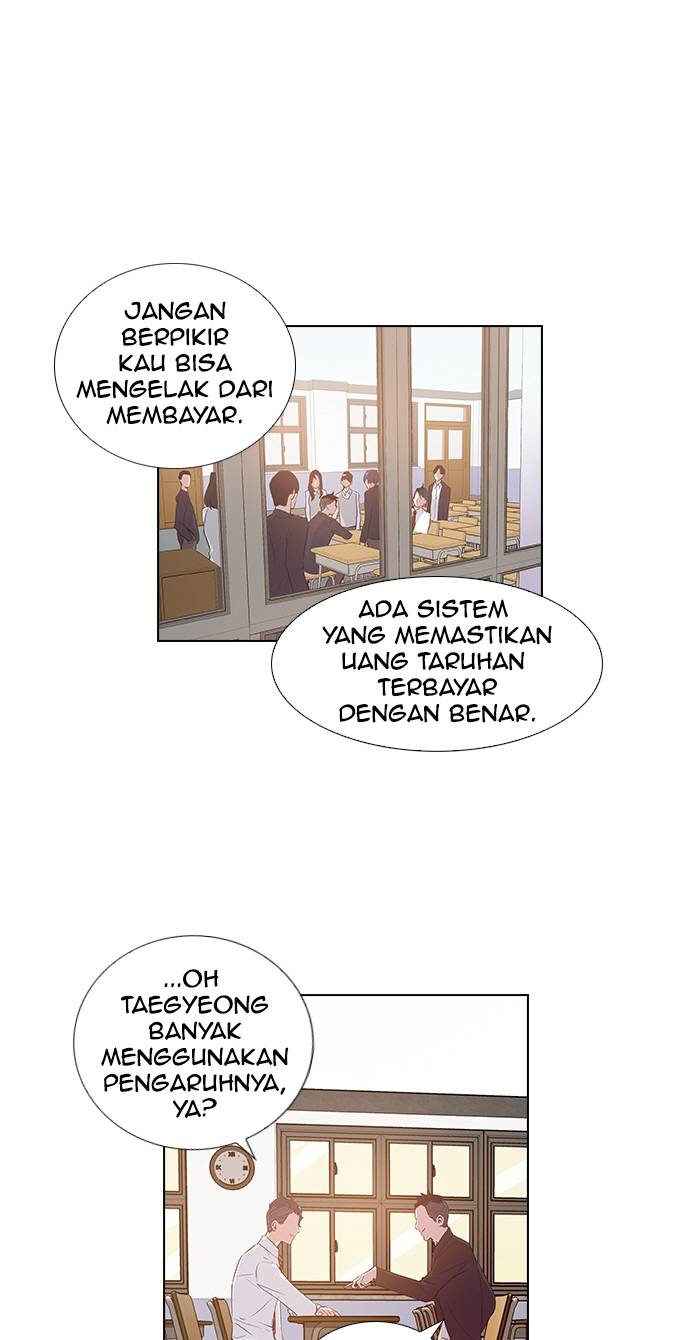 JANGAN
BERPIKIR
KAU BISA
MENGELAK DARI
MEMBAYAR.
ADA SISTEM
YANG MEMASTIKAN
UANG TARUHAN
TERBAYAR
DENGAN BENAR.
...OH
TAEGYEONG
BANYAK
MENGGUNAKAN
PENGARUHNYA,
YA?